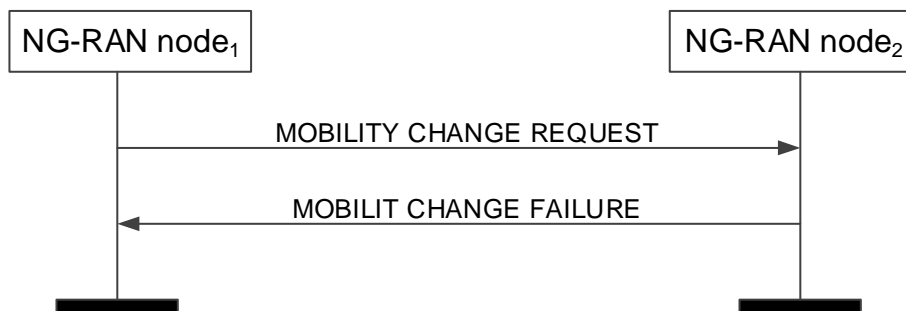 NG-RAN node₁
NG-RAN node₂
MOBILITY CHANGE REQUEST
MOBILIT CHANGE FAILURE